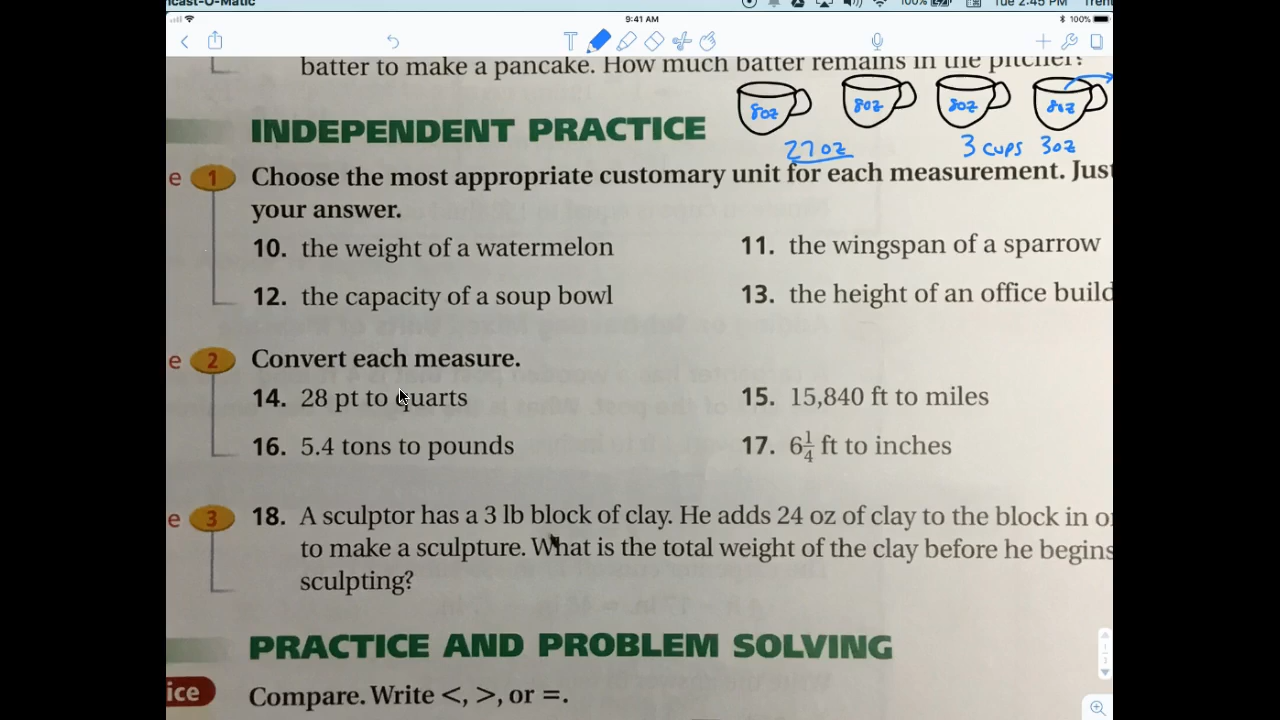 Tue 2:45 PM
9:41 AM
100%
batter to make a pancake. How much batter remains in the pitcher?
8oz 8oz 8oz 8oz
27 oz 3 cups 3oz
INDEPENDENT PRACTICE
e 1 Choose the most appropriate customary unit for each measurement. Just
your answer.
10. the weight of a watermelon 11. the wingspan of a sparrow
12. the capacity of a soup bowl 13. the height of an office build
e 2 Convert each measure.
14. 28 pt to quarts 15. 15,840 ft to miles
16. 5.4 tons to pounds 17. 6 1/4 ft to inches
e 3 18. A sculptor has a 3 lb block of clay. He adds 24 oz of clay to the block in o
to make a sculpture. What is the total weight of the clay before he begins
sculpting?
PRACTICE AND PROBLEM SOLVING
ice Compare. Write <, >, or =.